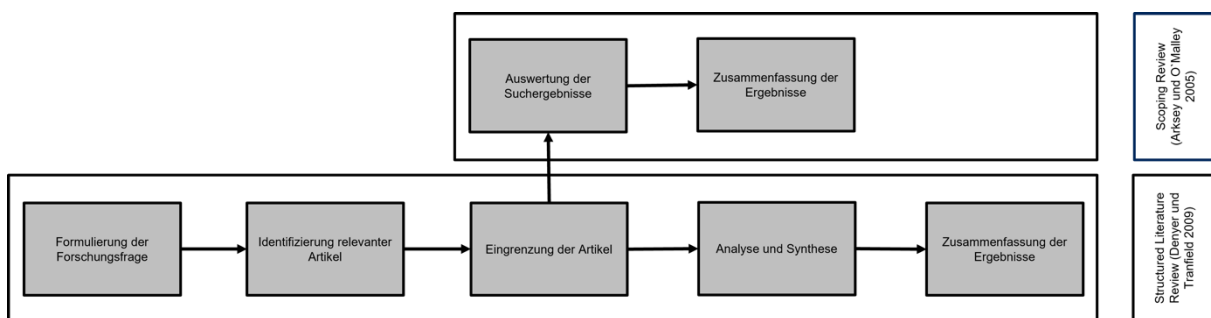 Auswertung der
Suchergebnisse
Zusammenfassung der
Ergebnisse
Scoping Review
(Arksey und O´Malley
2005)
Formulierung der
Forschungsfrage
Identifizierung relevanter
Artikel
Eingrenzung der Artikel
Analyse und Synthese
Zusammenfassung der
Ergebnisse
Structured Literature
Review (Denyer und
Tranfield 2009)